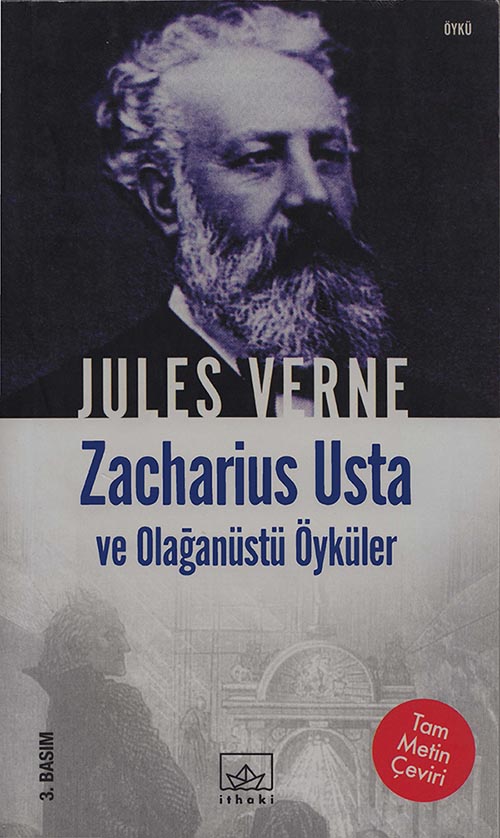 ÖYKÜ
JULES VERNE
Zacharius Usta
ve Olağanüstü Öyküler
Tam
Metin
Çeviri
3. BASIM
ithaki